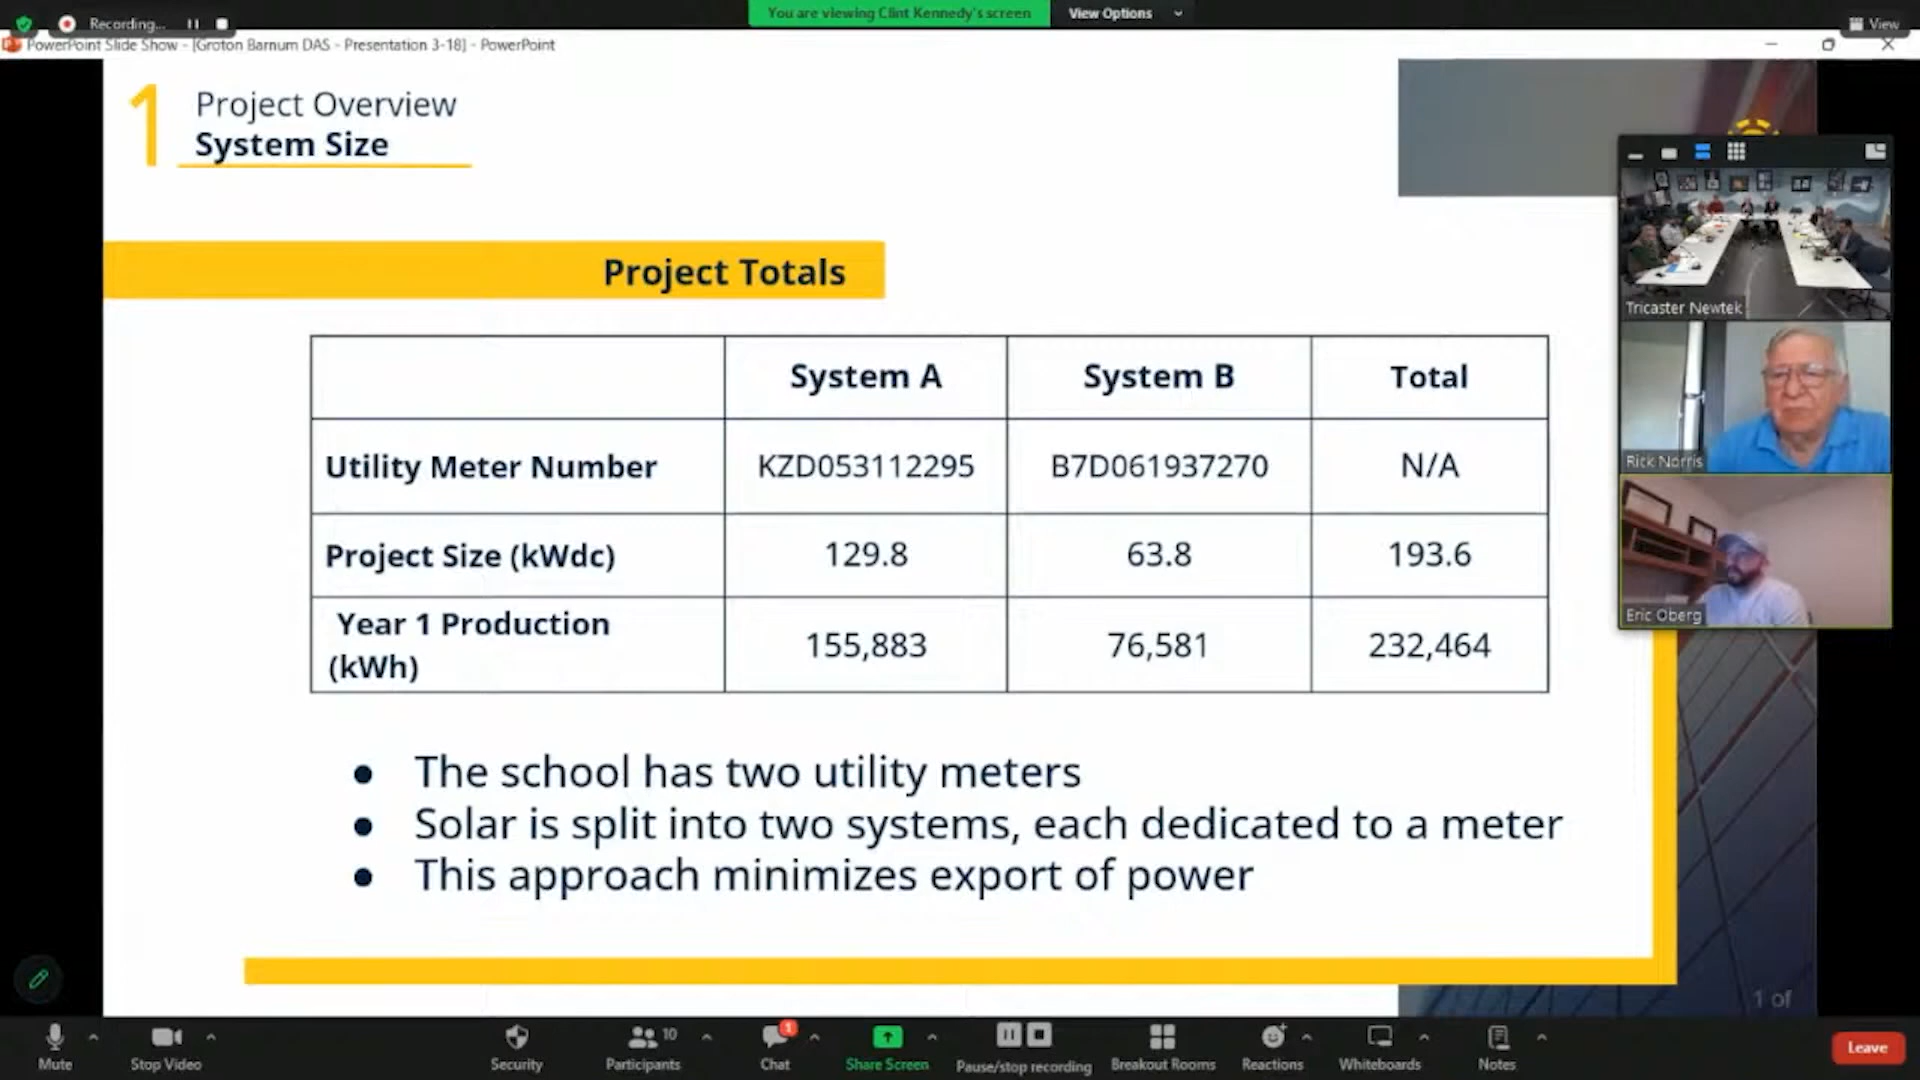 Recording...
You are viewing Clint Kennedy's screen
View Options
View
PowerPoint Slide Show - [Groton Barnum DAS - Presentation 3-18] - PowerPoint
1
Project Overview
System Size
Project Totals
System A System B Total
Utility Meter Number KZD053112295 B7D061937270 N/A
Project Size (kWdc) 129.8 63.8 193.6
Year 1 Production
(kWh) 155,883 76,581 232,464
● The school has two utility meters
● Solar is split into two systems, each dedicated to a meter
● This approach minimizes export of power
Tricaster Newtek
Rick Norris
Eric Oberg
1 of
10
1
Mute
Stop Video
Security
Participants
Chat
Share Screen
Pause/stop recording
Breakout Rooms
Reactions
Whiteboards
Notes
Leave